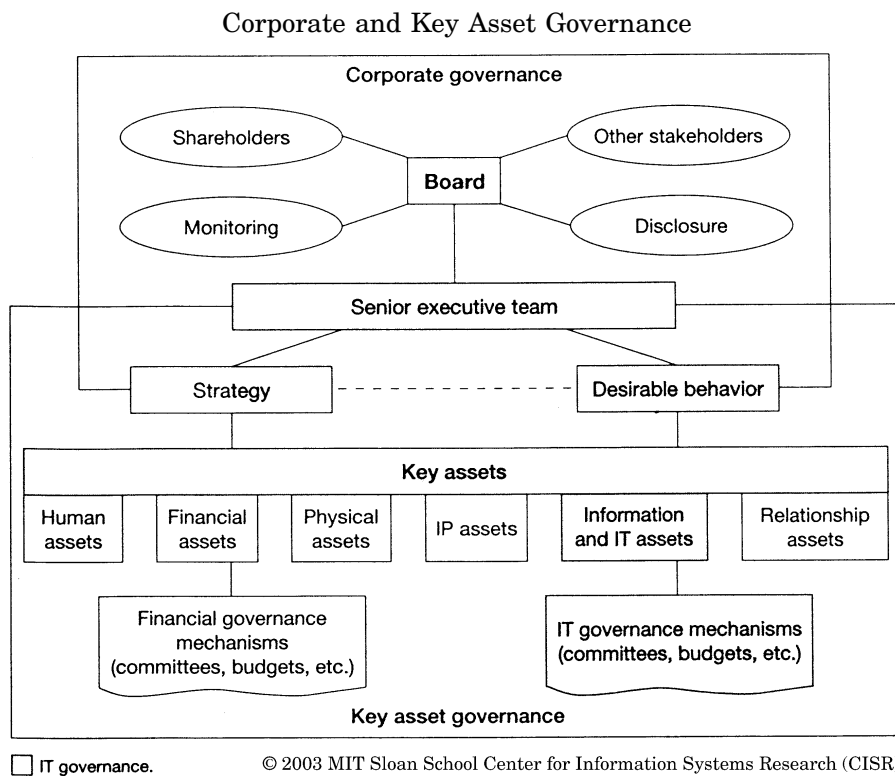 Corporate and Key Asset Governance
Corporate governance
Shareholders
Other stakeholders
Board
Monitoring
Disclosure
Senior executive team
Strategy
Desirable behavior
Key assets
Human
assets
Financial
assets
Physical
assets
IP assets
Information
and IT assets
Relationship
assets
Financial governance
mechanisms
(committees, budgets, etc.)
IT governance mechanisms
(committees, budgets, etc.)
Key asset governance
IT governance.
© 2003 MIT Sloan School Center for Information Systems Research (CISR